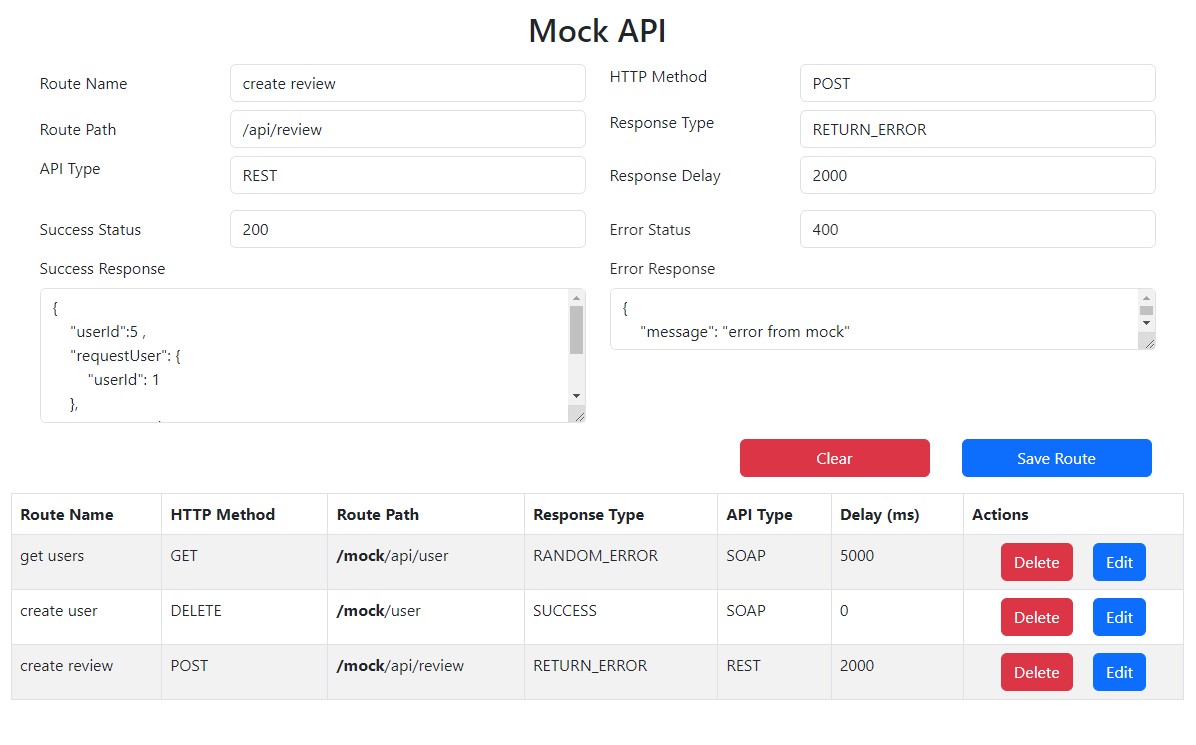 Mock API
Route Name create review HTTP Method POST
Route Path /api/review Response Type RETURN_ERROR
API Type REST Response Delay 2000
Success Status 200 Error Status 400
Success Response Error Response
{
"userId":5 ,
"requestUser": {
"userId": 1
},
{
"message": "error from mock"
Clear Save Route
Route Name HTTP Method Route Path Response Type API Type Delay (ms) Actions
get users GET /mock/api/user RANDOM_ERROR SOAP 5000 Delete Edit
create user DELETE /mock/user SUCCESS SOAP 0 Delete Edit
create review POST /mock/api/review RETURN_ERROR REST 2000 Delete Edit